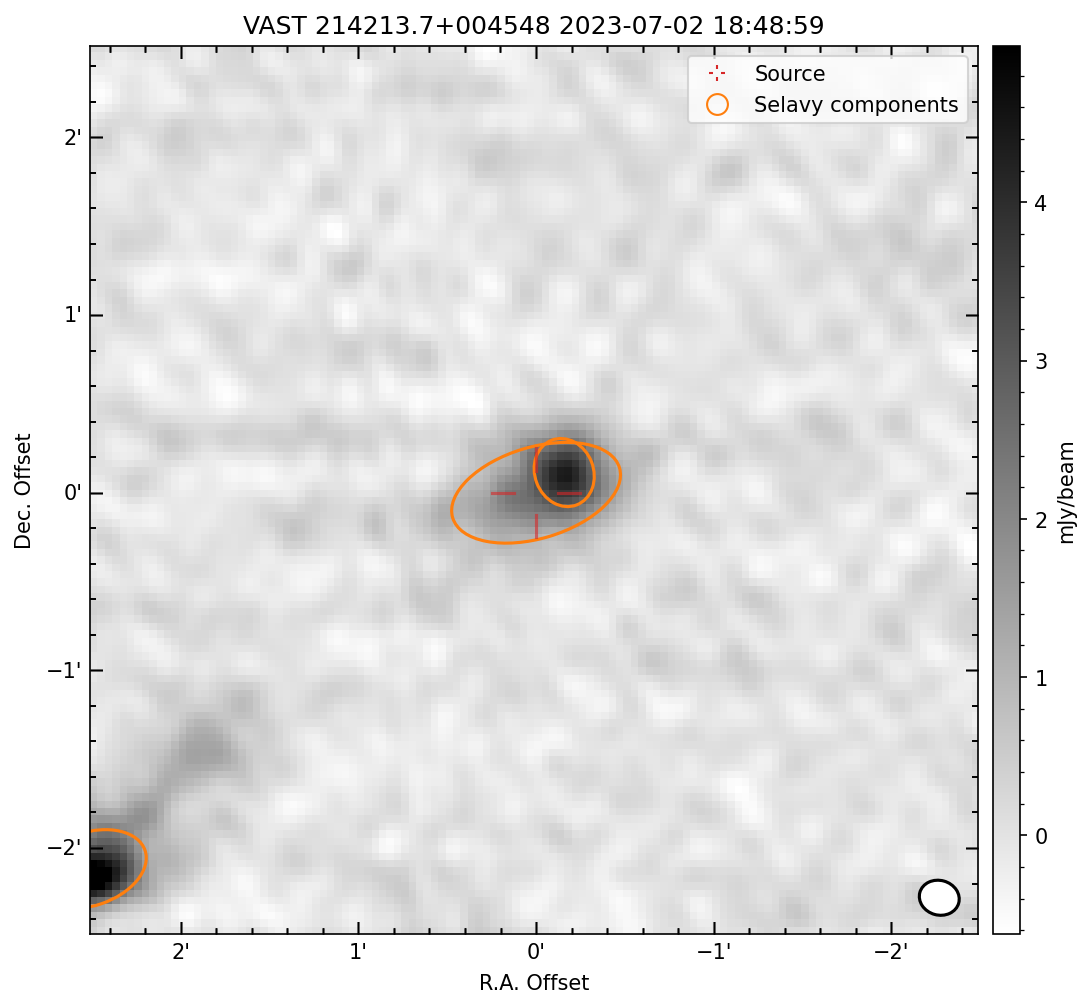 VAST 214213.7+004548 2023-07-02 18:48:59
Source
Selavy components
2'
1'
0'
−1'
−2'
Dec. Offset
2'
1'
0'
−1'
−2'
R.A. Offset
4
3
2
1
0
mJy/beam